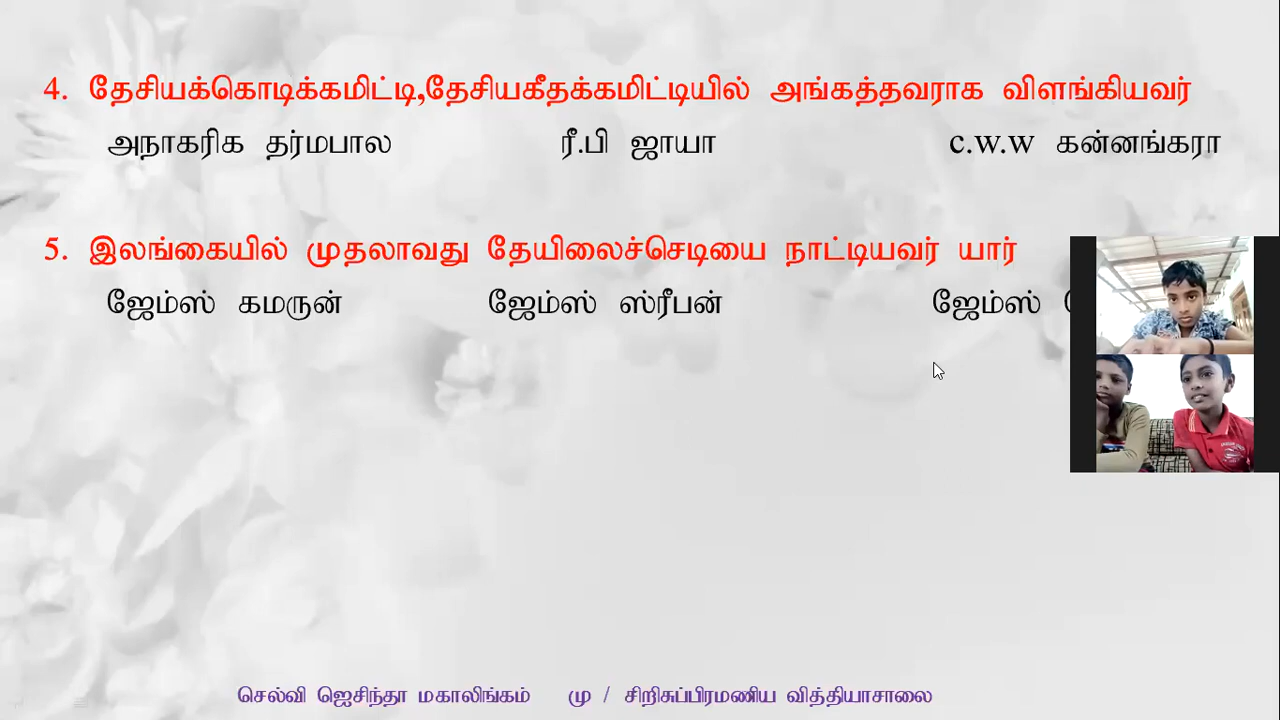 4. தேசியக்கொடிக்கமிட்டி,தேசியகீதக்கமிட்டியில் அங்கத்தவராக விளங்கியவர்
அநாகரிக தர்மபால ரீ.பி ஜாயா c.w.w கன்னங்கரா
5. இலங்கையில் முதலாவது தேயிலைச்செடியை நாட்டியவர் யார்
ஜேம்ஸ் கமருன் ஜேம்ஸ் ஸ்ரீபன் ஜேம்ஸ்
செல்வி ஜெசிந்தா மகாலிங்கம் மு / சிறிசுப்பிரமணிய வித்தியாசாலை